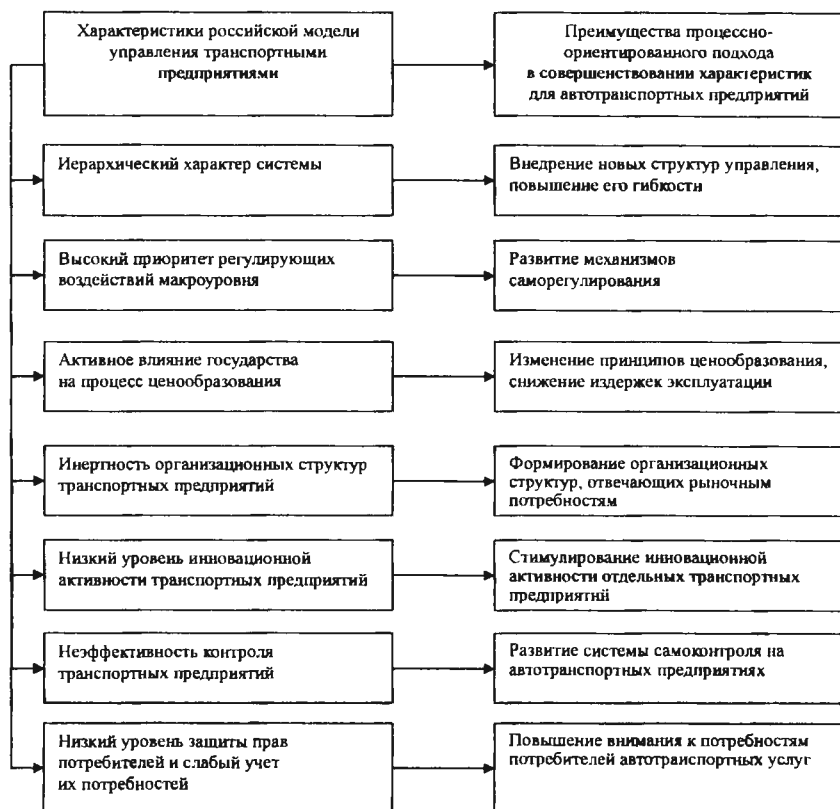 Характеристики российской модели
управления транспортными
предприятиями
Преимущества процессно-
ориентированного подхода
в совершенствовании характеристик
для автотранспортных предприятий
Иерархический характер системы
Внедрение новых структур управления,
повышение его гибкости
Высокий приоритет регулирующих
воздействий макроуровня
Развитие механизмов
саморегулирования
Активное влияние государства
на процесс ценообразования
Изменение принципов ценообразования,
снижение издержек эксплуатации
Инертность организационных структур
транспортных предприятий
Формирование организационных
структур, отвечающих рыночным
потребностям
Низкий уровень инновационной
активности транспортных предприятий
Стимулирование инновационной
активности отдельных транспортных
предприятий
Неэффективность контроля
транспортных предприятий
Развитие системы самоконтроля на
автотранспортных предприятиях
Низкий уровень защиты прав
потребителей и слабый учет
их потребностей
Повышение внимания к потребностям
потребителей автотранспортных услуг